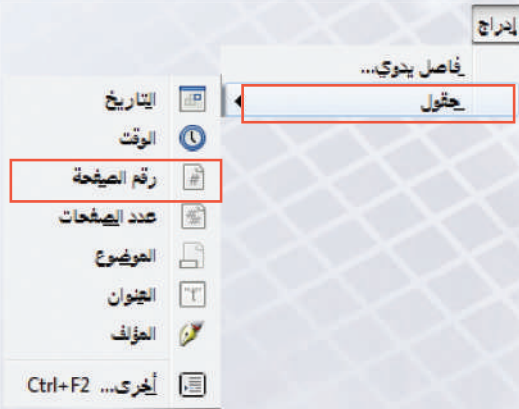 إدراج
فاصل يدوي...
حقول
التاريخ
الوقت
رقم الصفحة
عدد الصفحات
الموضوع
العنوان
المؤلف
أخرى... Ctrl+F2